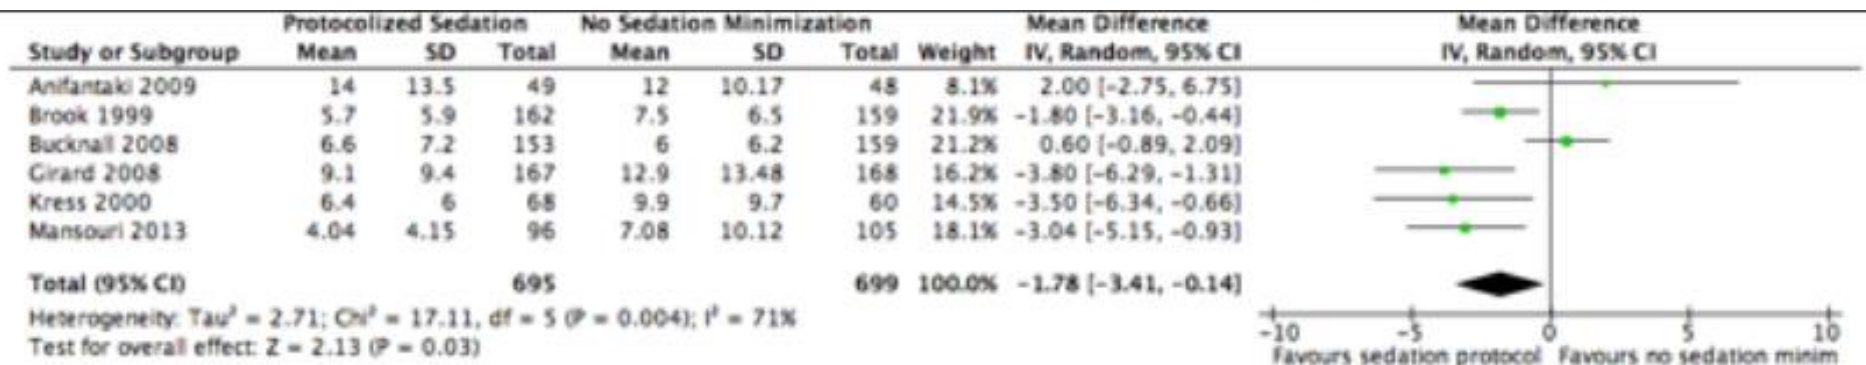 Protocolized Sedation No Sedation Minimization Mean Difference Mean Difference
Study or Subgroup Mean SD Total Mean SD Total Weight IV, Random, 95% CI IV, Random, 95% CI
Anifantaki 2009 14 13.5 49 12 10.17 48 8.1% 2.00 [-2.75, 6.75]
Brook 1999 5.7 5.9 162 7.5 6.5 159 21.9% -1.80 [-3.16, -0.44]
Bucknall 2008 6.6 7.2 153 6 6.2 159 21.2% 0.60 [-0.89, 2.09]
Girard 2008 9.1 9.4 167 12.9 13.48 168 16.2% -3.80 [-6.29, -1.31]
Kress 2000 6.4 6 68 9.9 9.7 60 14.5% -3.50 [-6.34, -0.66]
Mansouri 2013 4.04 4.15 96 7.08 10.12 105 18.1% -3.04 [-5.15, -0.93]
Total (95% CI) 695 699 100.0% -1.78 [-3.41, -0.14]
Heterogeneity: Tau² = 2.71; Chi² = 17.11, df = 5 (P = 0.004); I² = 71%
Test for overall effect: Z = 2.13 (P = 0.03)
-10 -5 0 5 10
Favours sedation protocol Favours no sedation minim